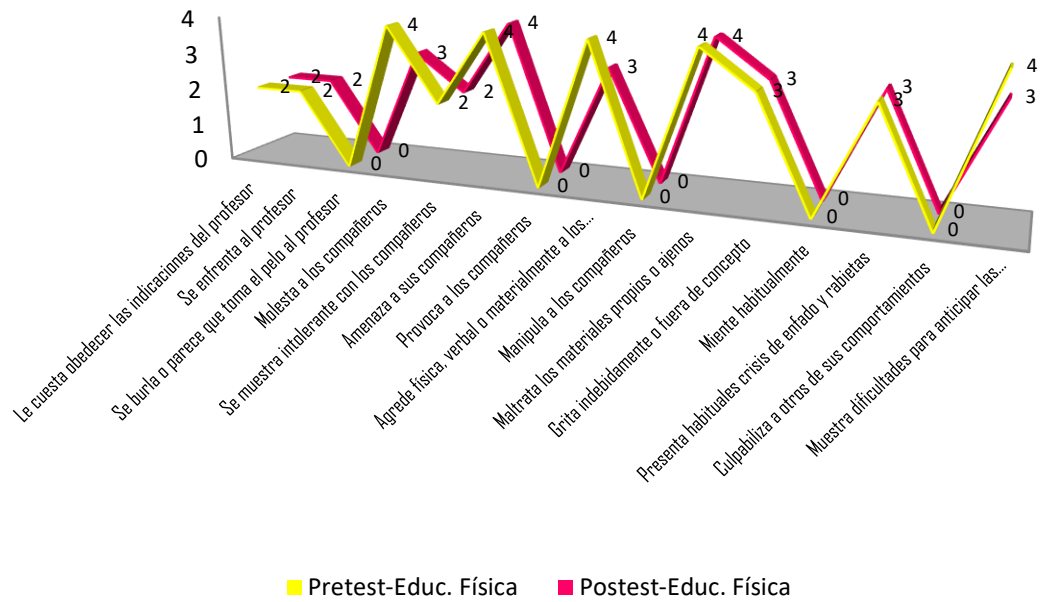 4
3
2
1
0
2
2
0
4
2
4
0
4
0
4
3
0
3
0
4
2
2
0
3
2
4
0
3
0
4
3
0
3
0
3
Le cuesta obedecer las indicaciones del profesor
Se enfrenta al profesor
Se burla o parece que toma el pelo al profesor
Molesta a los compañeros
Se muestra intolerante con los compañeros
Amenaza a sus compañeros
Provoca a los compañeros
Agrede física, verbal o materialmente a los...
Manipula a los compañeros
Maltrata los materiales propios o ajenos
Grita indebidamente o fuera de concepto
Miente habitualmente
Presenta habituales crisis de enfado y rabietas
Culpabiliza a otros de sus comportamientos
Muestra dificultades para anticipar las...
Pretest-Educ. Física
Postest-Educ. Física